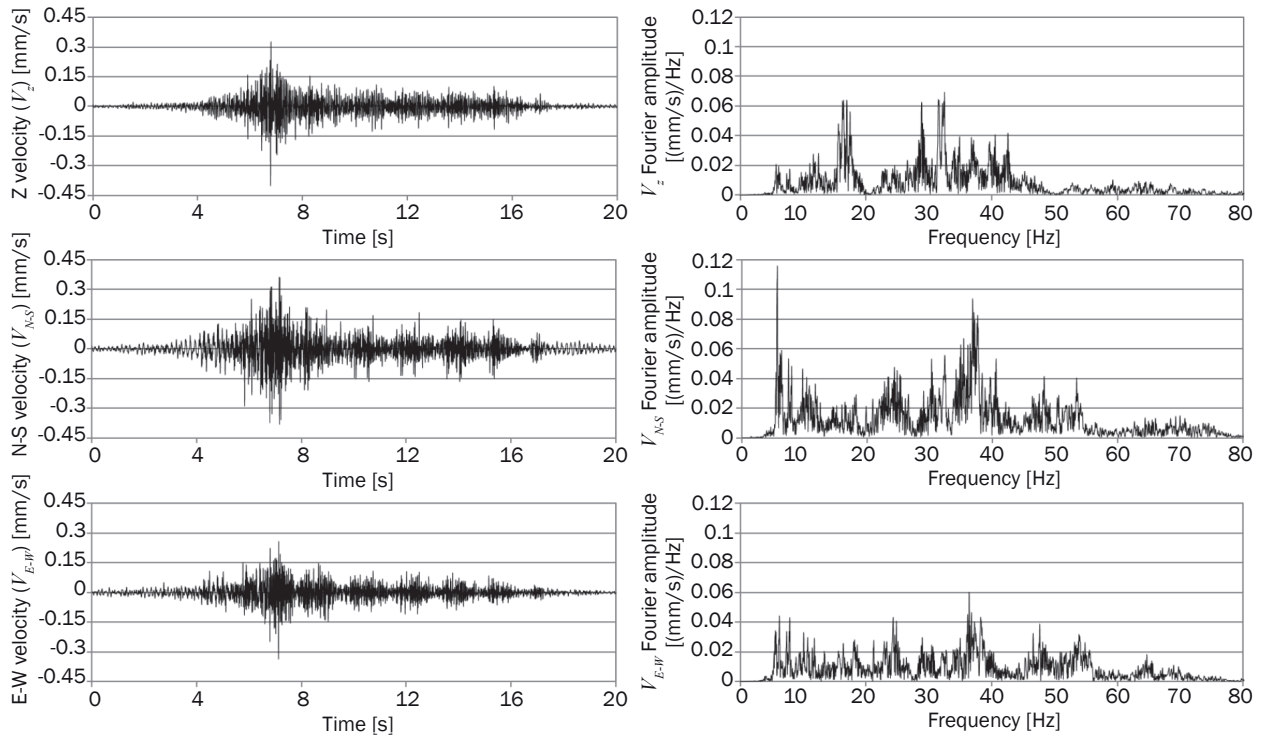 Z velocity (V_z) [mm/s]
0.45
0.3
0.15
0
-0.15
-0.3
-0.45
0 4 8 12 16 20
Time [s]
V_z Fourier amplitude
[(mm/s)/Hz]
0.12
0.1
0.08
0.06
0.04
0.02
0
0 10 20 30 40 50 60 70 80
Frequency [Hz]
N-S velocity (V_N-S) [mm/s]
0.45
0.3
0.15
0
-0.15
-0.3
-0.45
0 4 8 12 16 20
Time [s]
V_N-S Fourier amplitude
[(mm/s)/Hz]
0.12
0.1
0.08
0.06
0.04
0.02
0
0 10 20 30 40 50 60 70 80
Frequency [Hz]
E-W velocity (V_E-W) [mm/s]
0.45
0.3
0.15
0
-0.15
-0.3
-0.45
0 4 8 12 16 20
Time [s]
V_E-W Fourier amplitude
[(mm/s)/Hz]
0.12
0.1
0.08
0.06
0.04
0.02
0
0 10 20 30 40 50 60 70 80
Frequency [Hz]